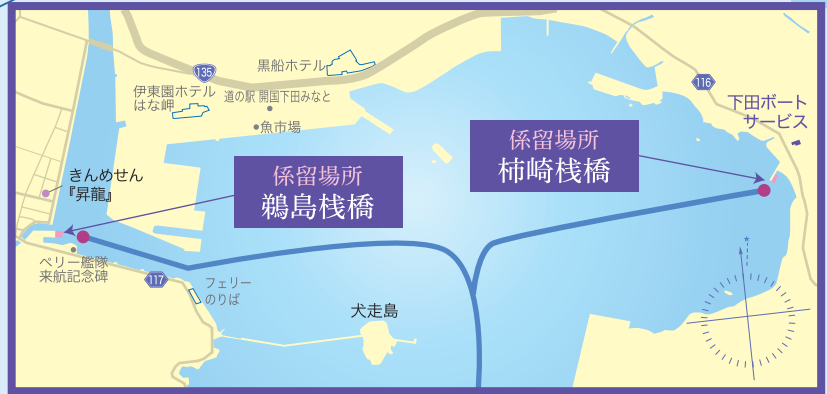 135
黒船ホテル
伊東園ホテル
はな岬
道の駅 開国下田みなと
魚市場
116
下田ボート
サービス
係留場所
柿崎桟橋
係留場所
鵜島桟橋
きんめせん
『昇龍』
ペリー艦隊
来航記念碑
117
フェリー
のりば
犬走島